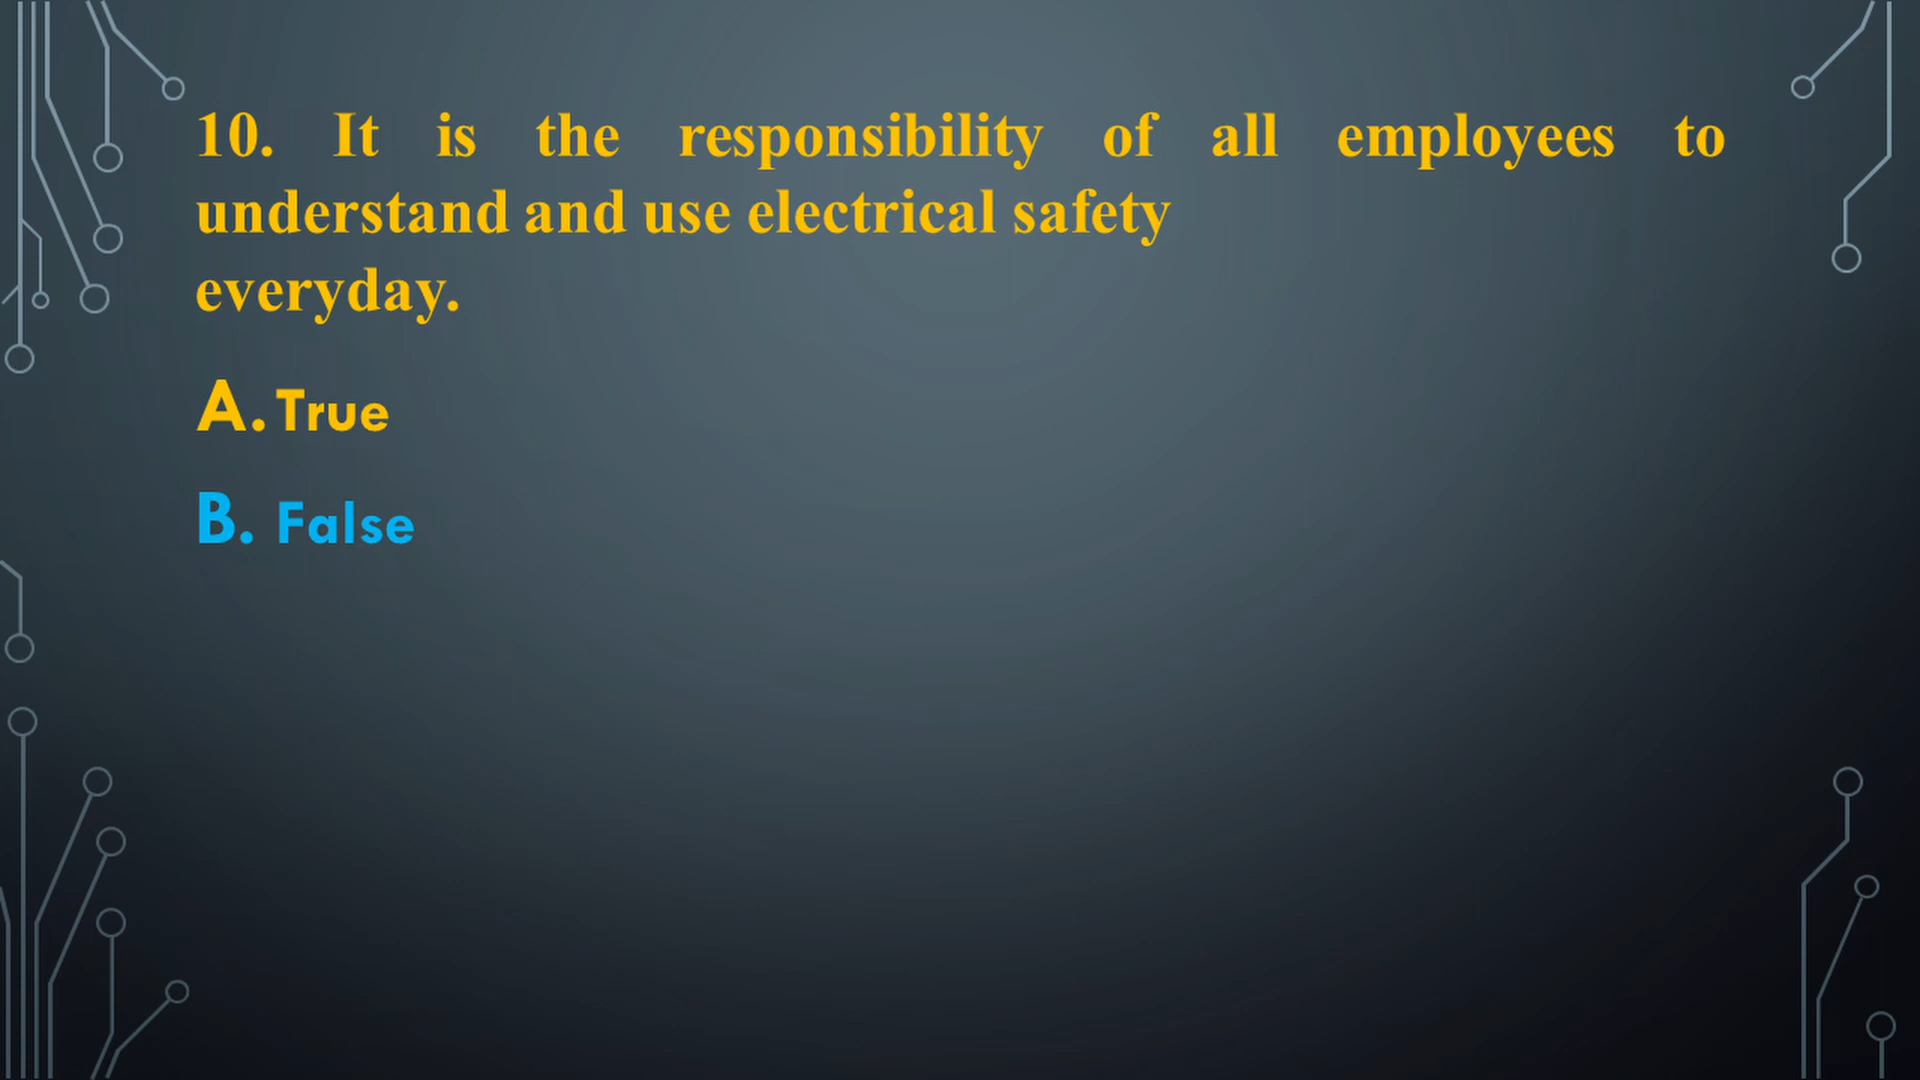 10. It is the responsibility of all employees to
understand and use electrical safety
everyday.
A. True
B. False